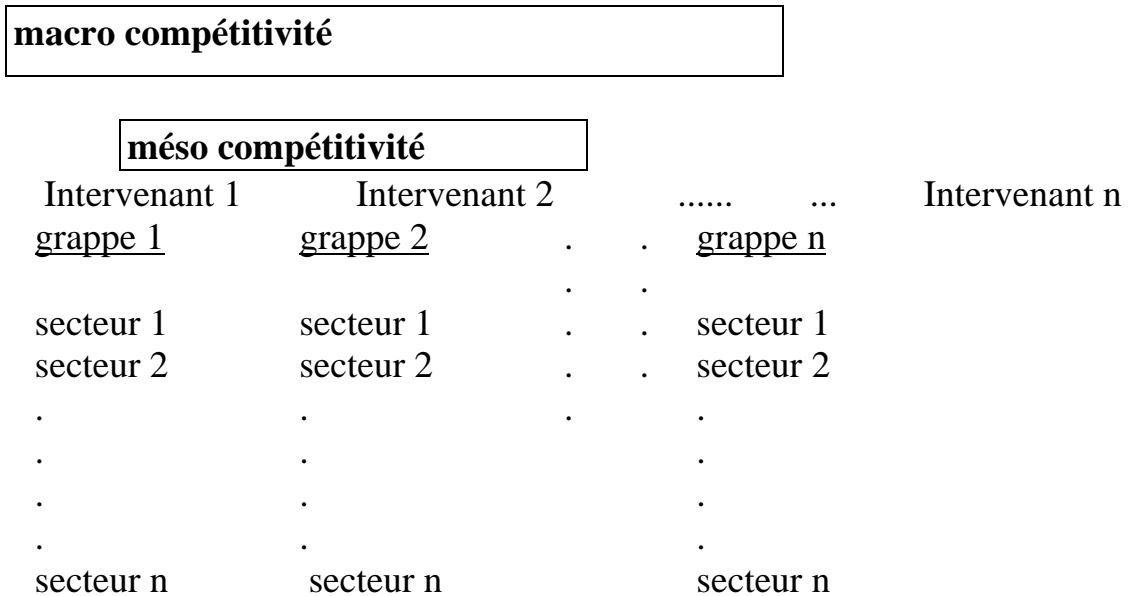 macro compétitivité
méso compétitivité
Intervenant 1 Intervenant 2 ...... ... Intervenant n
grappe 1 grappe 2 . . grappe n
. .
secteur 1 secteur 1 . . secteur 1
secteur 2 secteur 2 . . secteur 2
. . . .
. . .
. . .
. . .
secteur n secteur n secteur n